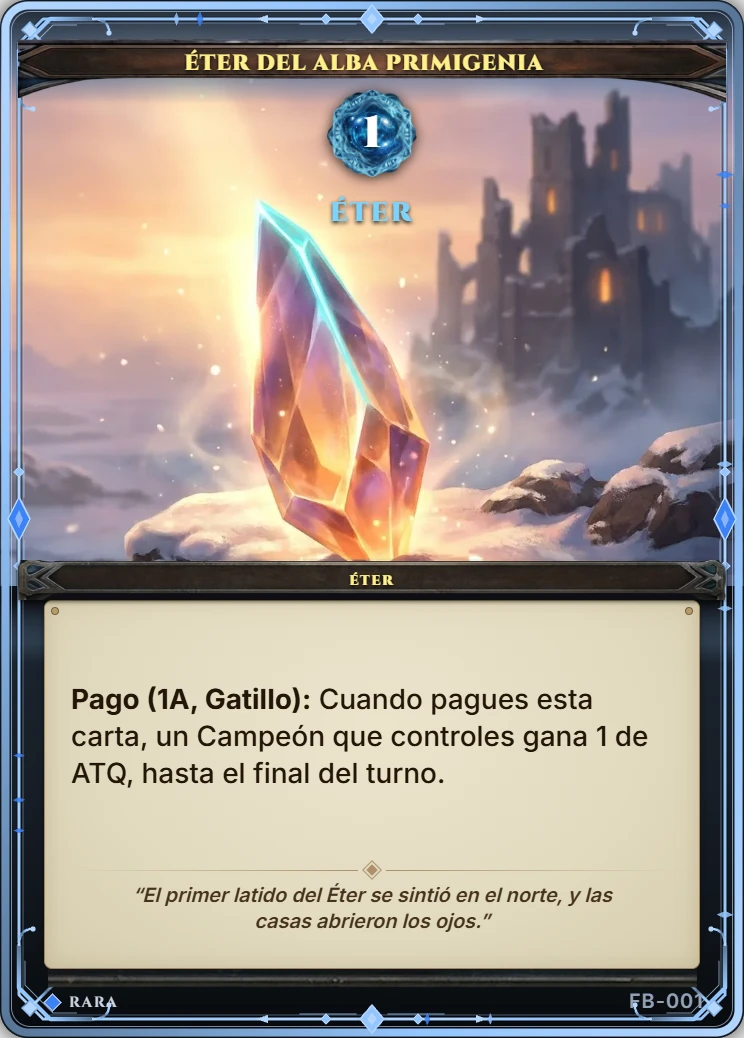 ÉTER DEL ALBA PRIMIGENIA
1
ÉTER
ÉTER
Pago (1A, Gatillo): Cuando pagues esta
carta, un Campeón que controles gana 1 de
ATQ, hasta el final del turno.
“El primer latido del Éter se sintió en el norte, y las
casas abrieron los ojos.”
RARA
FB-001